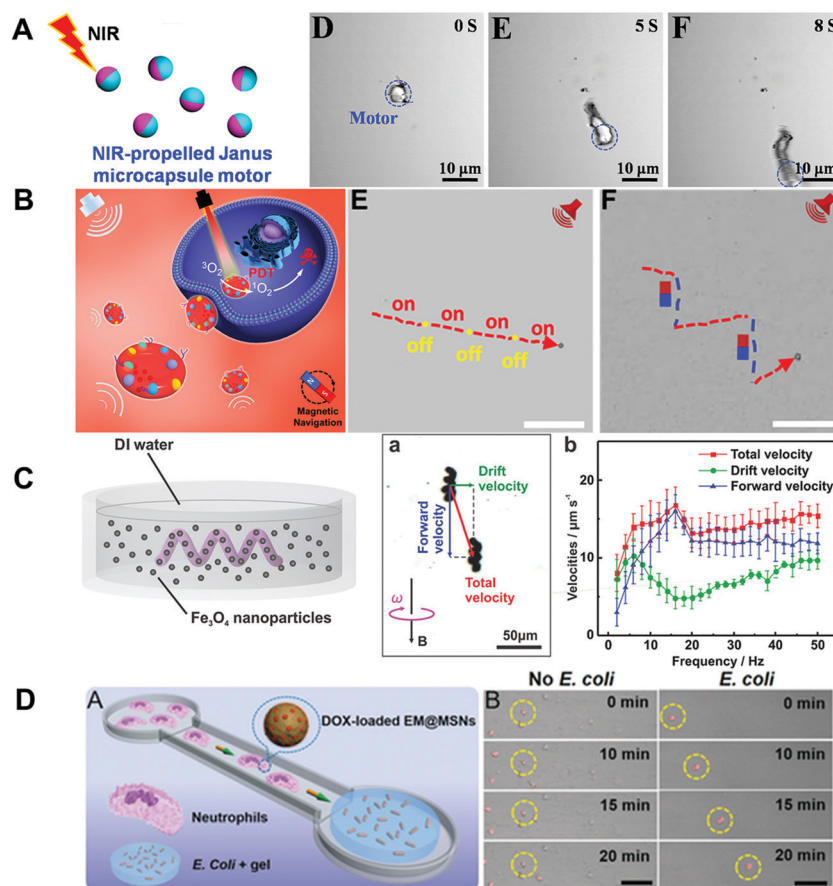 A
NIR
NIR-propelled Janus
microcapsule motor
D
0 S
Motor
10 µm
E
5 S
10 µm
F
8 S
10 µm
B
³O₂
PDT
¹O₂
N
S
Magnetic
Navigation
E
on
on
on
on
off
off
off
F
C
DI water
Fe₃O₄ nanoparticles
a
Drift
velocity
Forward
velocity
Total
velocity
ω
B
50µm
b
Total velocity
Drift velocity
Forward velocity
Velocities / µm s⁻¹
20
10
0
0
10
20
30
40
50
Frequency / Hz
D
A
DOX-loaded EM@MSNs
Neutrophils
E. Coli + gel
No E. coli
E. coli
B
0 min
0 min
10 min
10 min
15 min
15 min
20 min
20 min